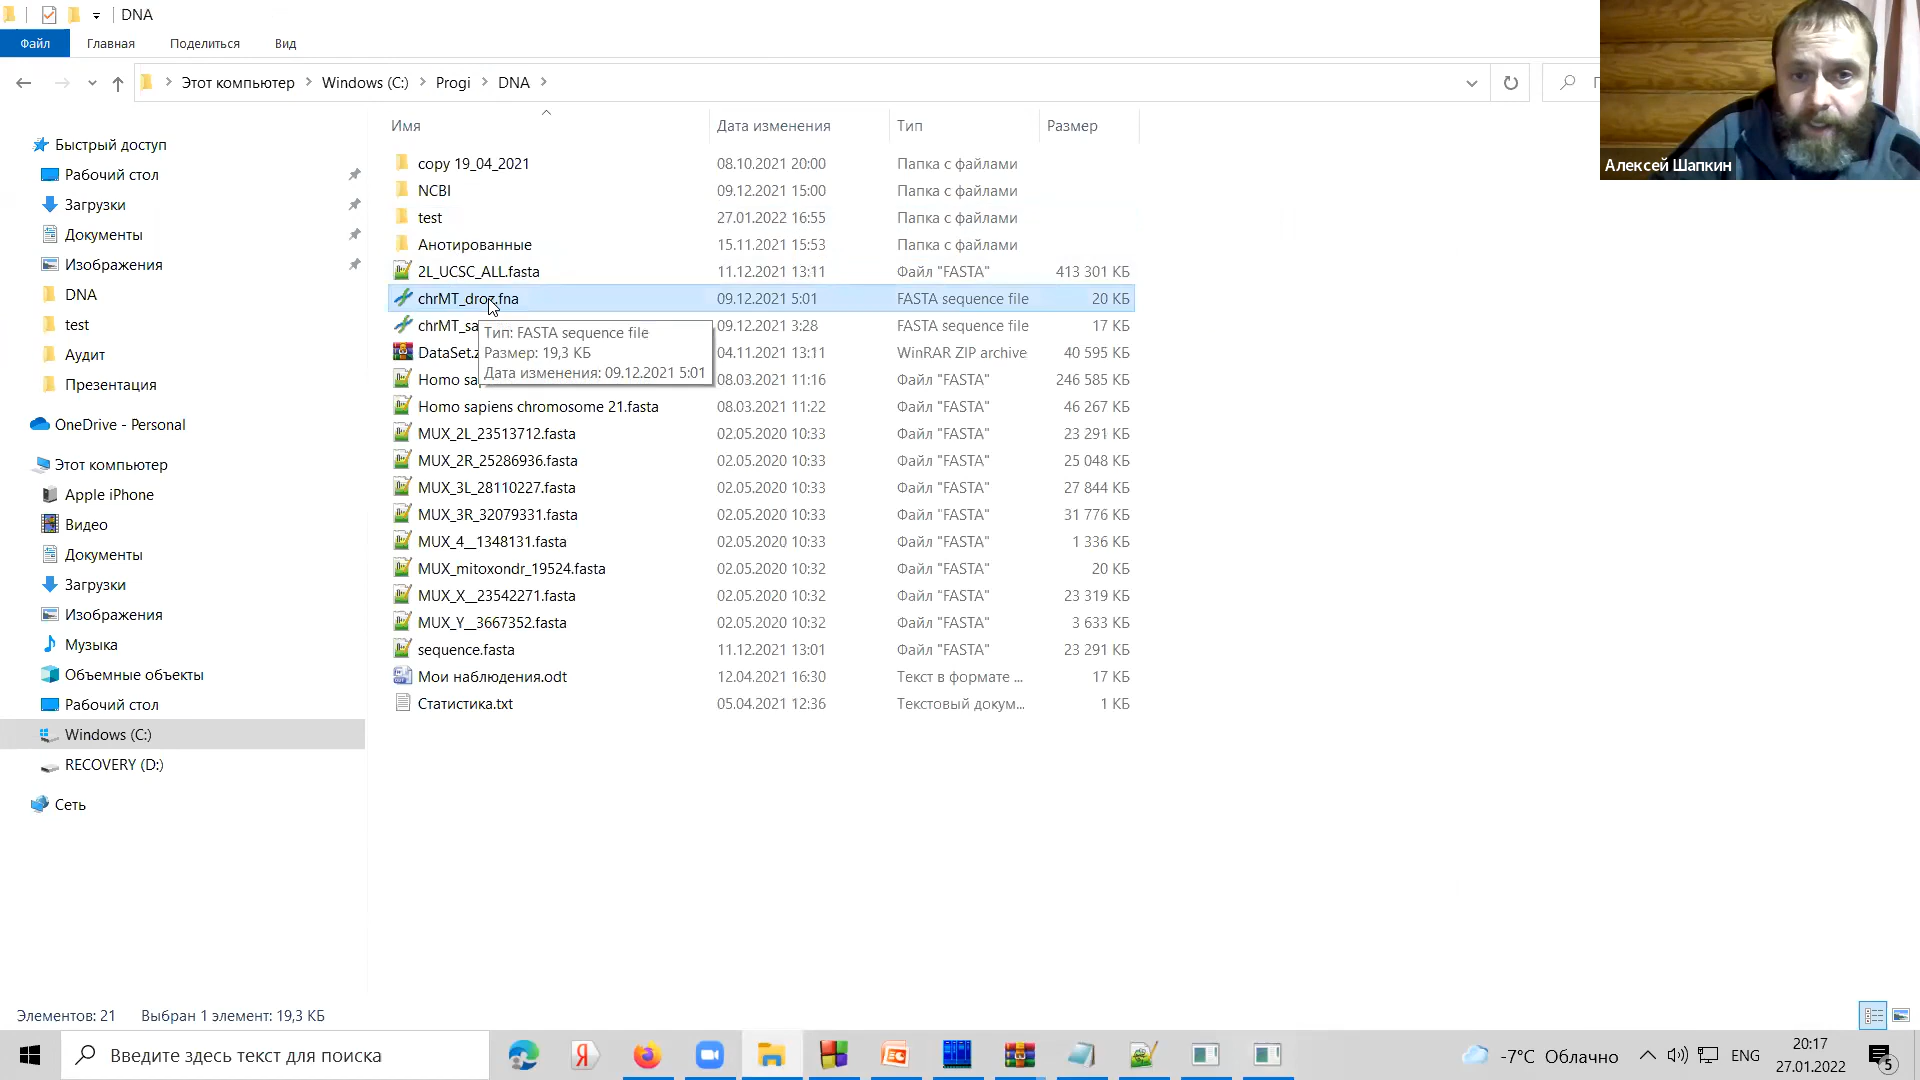 DNA
Файл Главная Поделиться Вид
Этот компьютер Windows (C:) Progi DNA
Алексей Шапкин
Быстрый доступ
Рабочий стол
Загрузки
Документы
Изображения
DNA
test
Аудит
Презентация
OneDrive - Personal
Этот компьютер
Apple iPhone
Видео
Документы
Загрузки
Изображения
Музыка
Объемные объекты
Рабочий стол
Windows (C:)
RECOVERY (D:)
Сеть
Имя Дата изменения Тип Размер
copy 19_04_2021 08.10.2021 20:00 Папка с файлами
NCBI 09.12.2021 15:00 Папка с файлами
test 27.01.2022 16:55 Папка с файлами
Анотированные 15.11.2021 15:53 Папка с файлами
2L_UCSC_ALL.fasta 11.12.2021 13:11 Файл "FASTA" 413 301 КБ
chrMT_droz.fna 09.12.2021 5:01 FASTA sequence file 20 КБ
chrMT_sa 09.12.2021 3:28 FASTA sequence file 17 КБ
Тип: FASTA sequence file
Размер: 19,3 КБ
Дата изменения: 09.12.2021 5:01
DataSet.z 04.11.2021 13:11 WinRAR ZIP archive 40 595 КБ
Homo sap 08.03.2021 11:16 Файл "FASTA" 246 585 КБ
Homo sapiens chromosome 21.fasta 08.03.2021 11:22 Файл "FASTA" 46 267 КБ
MUX_2L_23513712.fasta 02.05.2020 10:33 Файл "FASTA" 23 291 КБ
MUX_2R_25286936.fasta 02.05.2020 10:33 Файл "FASTA" 25 048 КБ
MUX_3L_28110227.fasta 02.05.2020 10:33 Файл "FASTA" 27 844 КБ
MUX_3R_32079331.fasta 02.05.2020 10:33 Файл "FASTA" 31 776 КБ
MUX_4__1348131.fasta 02.05.2020 10:33 Файл "FASTA" 1 336 КБ
MUX_mitoxondr_19524.fasta 02.05.2020 10:32 Файл "FASTA" 20 КБ
MUX_X__23542271.fasta 02.05.2020 10:32 Файл "FASTA" 23 319 КБ
MUX_Y__3667352.fasta 02.05.2020 10:32 Файл "FASTA" 3 633 КБ
sequence.fasta 11.12.2021 13:01 Файл "FASTA" 23 291 КБ
Мои наблюдения.odt 12.04.2021 16:30 Текст в формате ... 17 КБ
Статистика.txt 05.04.2021 12:36 Текстовый докум... 1 КБ
Элементов: 21 Выбран 1 элемент: 19,3 КБ
Введите здесь текст для поиска
-7°C Облачно ENG
20:17
27.01.2022
5